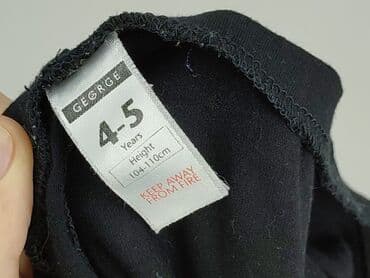 GEORGE
4-5
Years
Height
104-110cm
KEEP AWAY
FROM FIRE